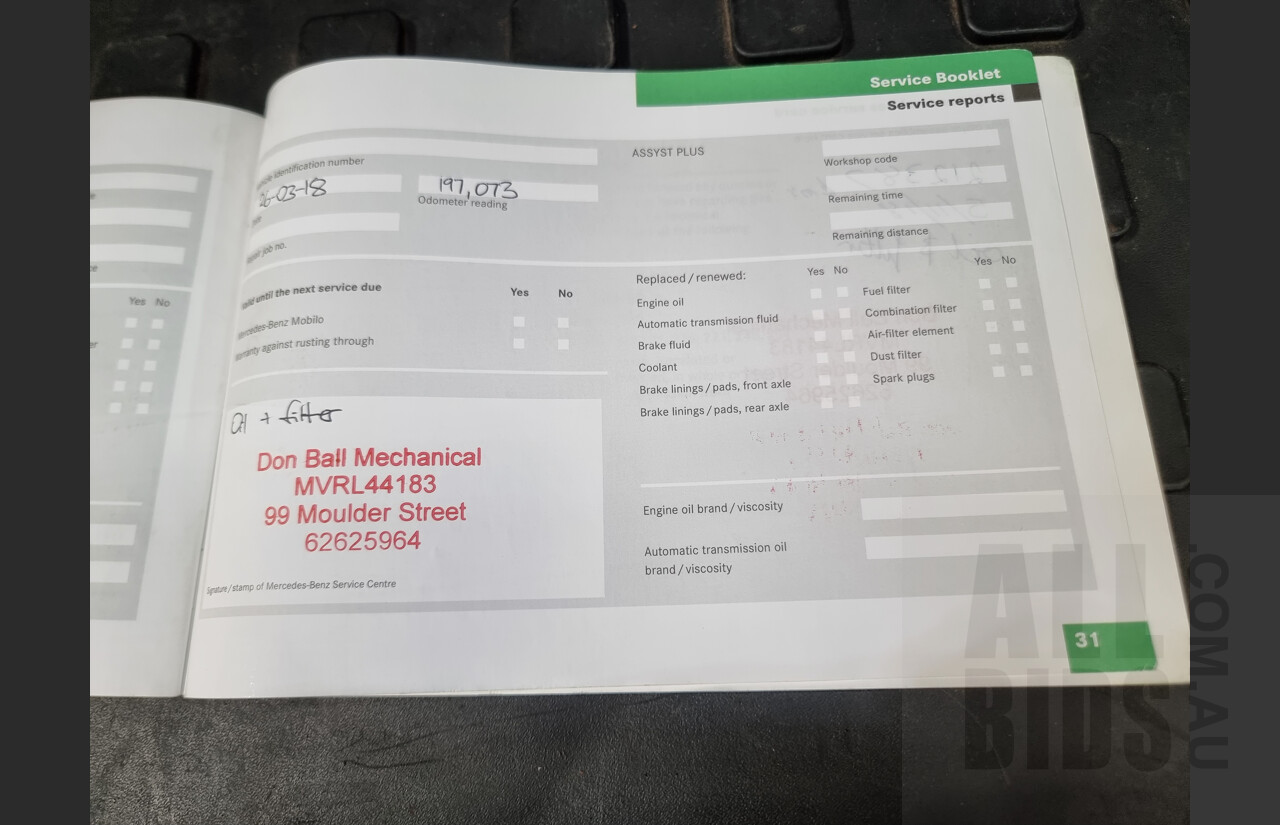 Service Booklet
Service reports
identification number
26-03-18
197,073
Odometer reading
job no.
ASSYST PLUS
Workshop code
Remaining time
Remaining distance
Yes No
until the next service due
Yes No
Mercedes-Benz Mobilo
Warranty against rusting through
Oil + filter
Don Ball Mechanical
MVRL44183
99 Moulder Street
62625964
Signature/stamp of Mercedes-Benz Service Centre
Replaced/renewed:
Yes No
Engine oil
Automatic transmission fluid
Brake fluid
Coolant
Brake linings/pads, front axle
Brake linings/pads, rear axle
Yes No
Fuel filter
Combination filter
Air-filter element
Dust filter
Spark plugs
Engine oil brand/viscosity
Automatic transmission oil
brand/viscosity
31
ALL
BIDS
.COM.AU